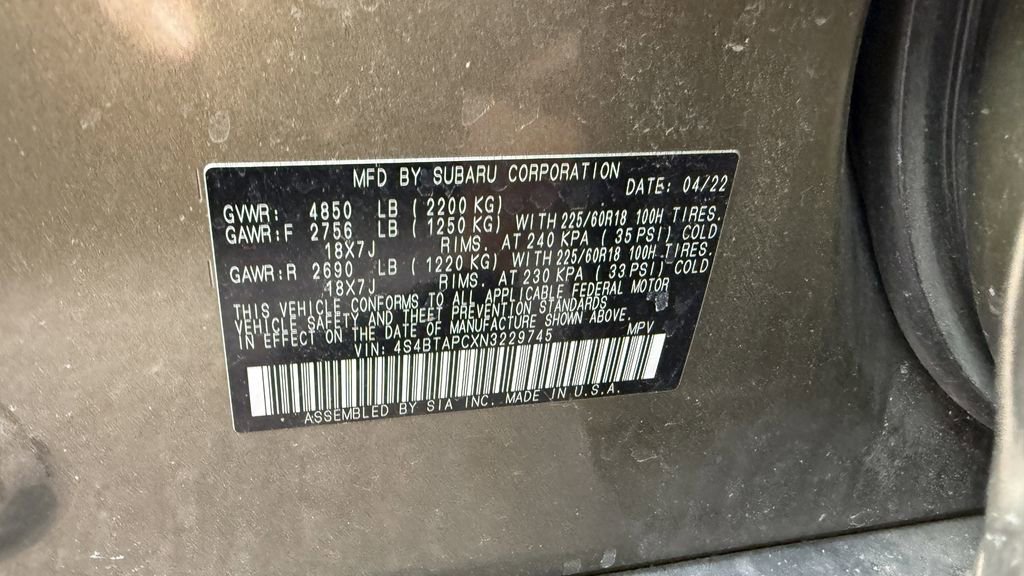 MFD BY SUBARU CORPORATION DATE: 04/22
GVWR: 4850 LB ( 2200 KG)
GAWR:F 2756 LB ( 1250 KG) WITH 225/60R18 100H TIRES.
18X7J RIMS. AT 240 KPA ( 35 PSI) COLD
GAWR:R 2690 LB ( 1220 KG) WITH 225/60R18 100H TIRES.
18X7J RIMS. AT 230 KPA ( 33 PSI) COLD
THIS VEHICLE CONFORMS TO ALL APPLICABLE FEDERAL MOTOR
VEHICLE SAFETY AND THEFT PREVENTION STANDARDS
IN EFFECT ON THE DATE OF MANUFACTURE SHOWN ABOVE.
VIN: 4S4BTAPCXN3229745 MPV
ASSEMBLED BY SIA INC. MADE IN U.S.A.